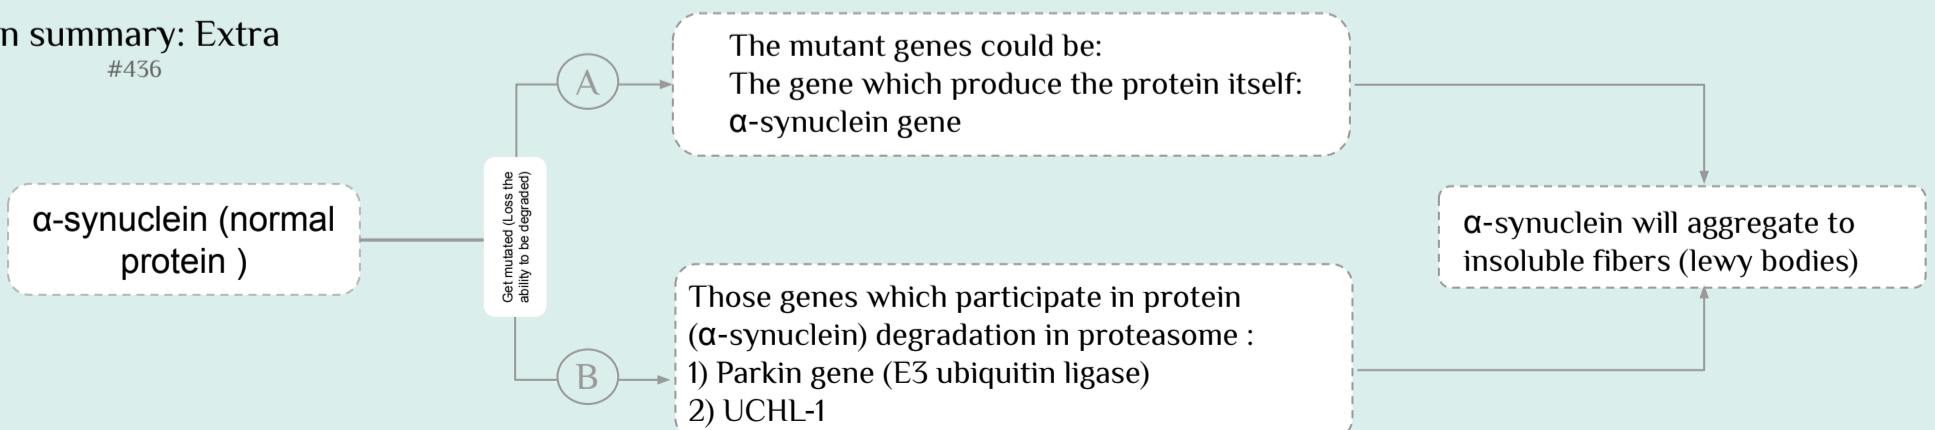 n summary: Extra
#436
α-synuclein (normal
protein )
Get mutated (Loss the
ability to be degraded)
A
The mutant genes could be:
The gene which produce the protein itself:
α-synuclein gene
B
Those genes which participate in protein
(α-synuclein) degradation in proteasome :
1) Parkin gene (E3 ubiquitin ligase)
2) UCHL-1
α-synuclein will aggregate to
insoluble fibers (lewy bodies)